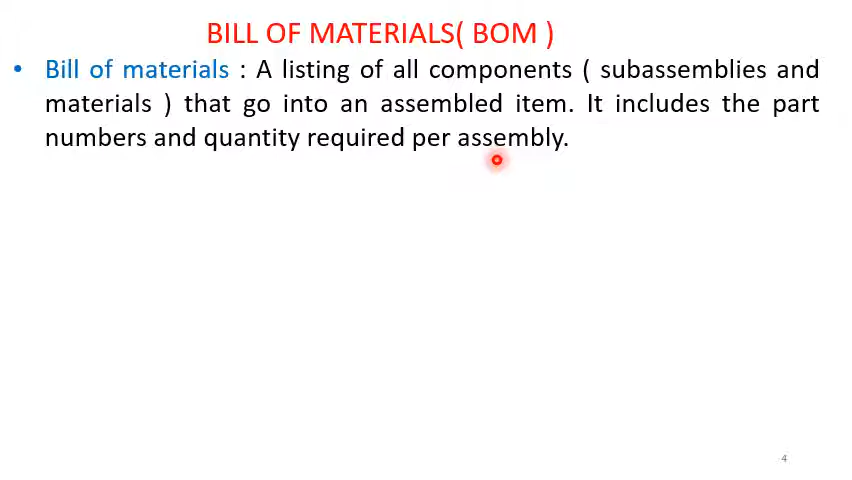 BILL OF MATERIALS( BOM )
• Bill of materials : A listing of all components ( subassemblies and
materials ) that go into an assembled item. It includes the part
numbers and quantity required per assembly.
4